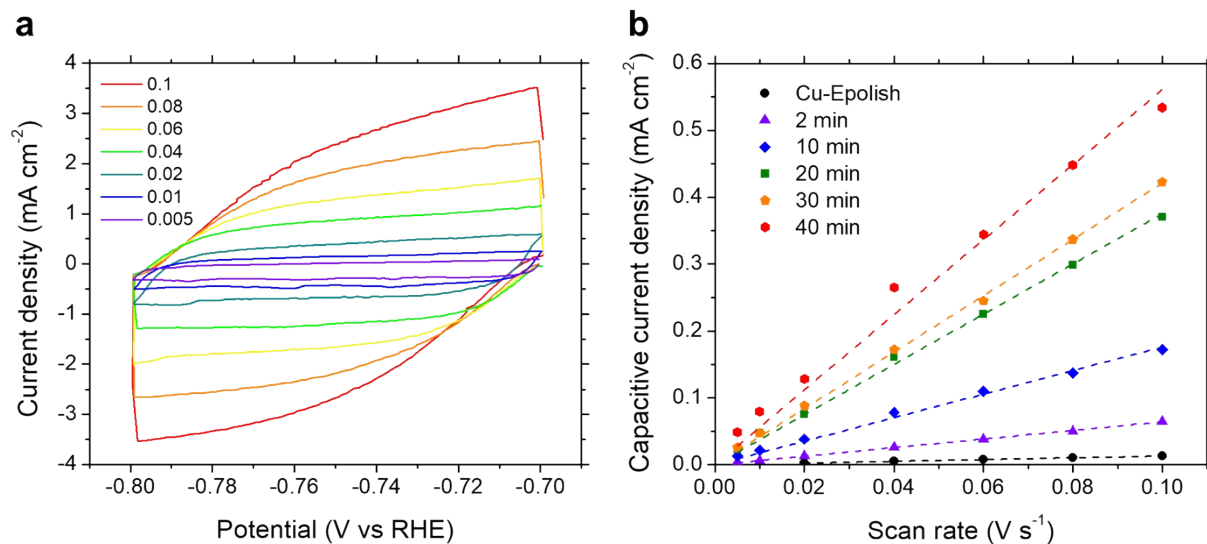 a
Current density (mA cm⁻²)
4
3
2
1
0
-1
-2
-3
-4
0.1
0.08
0.06
0.04
0.02
0.01
0.005
-0.80 -0.78 -0.76 -0.74 -0.72 -0.70
Potential (V vs RHE)
b
Capacitive current density (mA cm⁻²)
0.6
0.5
0.4
0.3
0.2
0.1
0.0
Cu-Epolish
2 min
10 min
20 min
30 min
40 min
0.00 0.02 0.04 0.06 0.08 0.10
Scan rate (V s⁻¹)